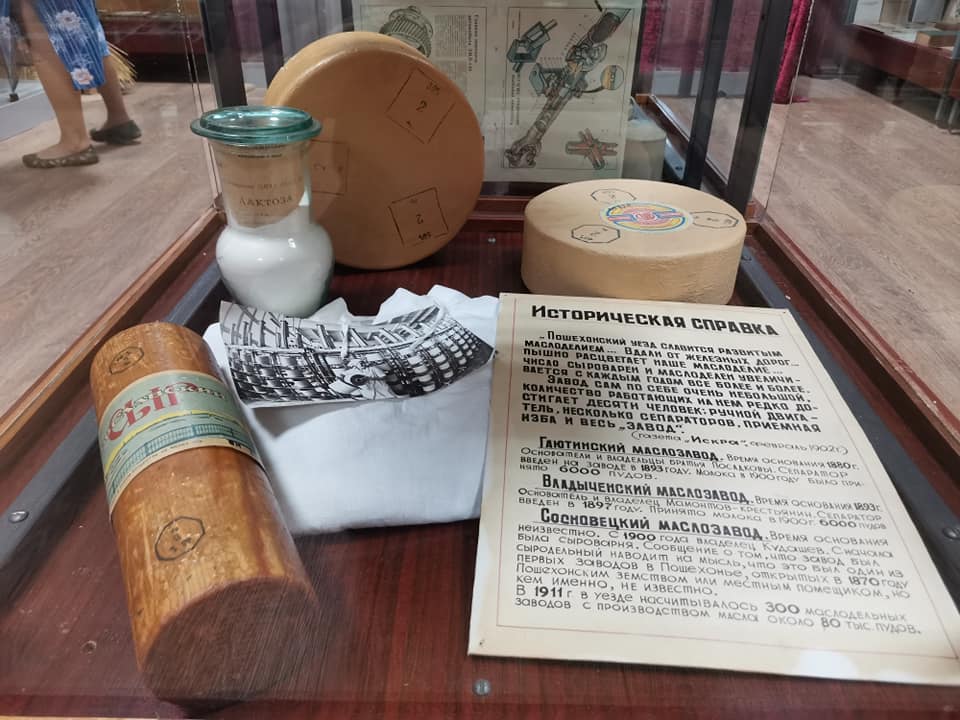 Лактоза
2
2
сыр
ИСТОРИЧЕСКАЯ СПРАВКА
„Пошехонский уезд славится развитым
маслоделием... Вдали от железных дорог...
пышно расцветает наше маслоделие...
Число сыроварен и маслоделен увеличи-
вается с каждым годом все более и более.
Завод сам по себе очень небольшой,
количество работающих на нем редко до-
стигает десяти человек: ручной двига-
тель, несколько сепараторов, приемная
изба и весь „завод”.
(газета „Искра”, февраль 1902г)
Гаютинский маслозавод. Время основания 1880г.
Основатели и владельцы братья Посадковы. Сепаратор
введен на заводе в 1893 году. Молока в 1900 году было при-
нято 6000 пудов.
Владыченский маслозавод. Время основания 1893г.
Основатель и владелец Мамонтов-крестьянин. Сепаратор
введен в 1897 году. Принято молока в 1900г. 6000 пудов
Сосновецкий маслозавод. Время основания
неизвестно. С 1900 года владелец Кудашев. Сначала
была сыроварня. Сообщение о том, что завод был
сыродельный наводит на мысль, что это был один из
первых заводов в Пошехонье, открытых в 1870 году
Пошехонским земством или местным помещиком, но
кем именно, не известно.
В 1911 г в уезде насчитывалось 300 маслодельных
заводов с производством масла около 80 тыс. пудов.